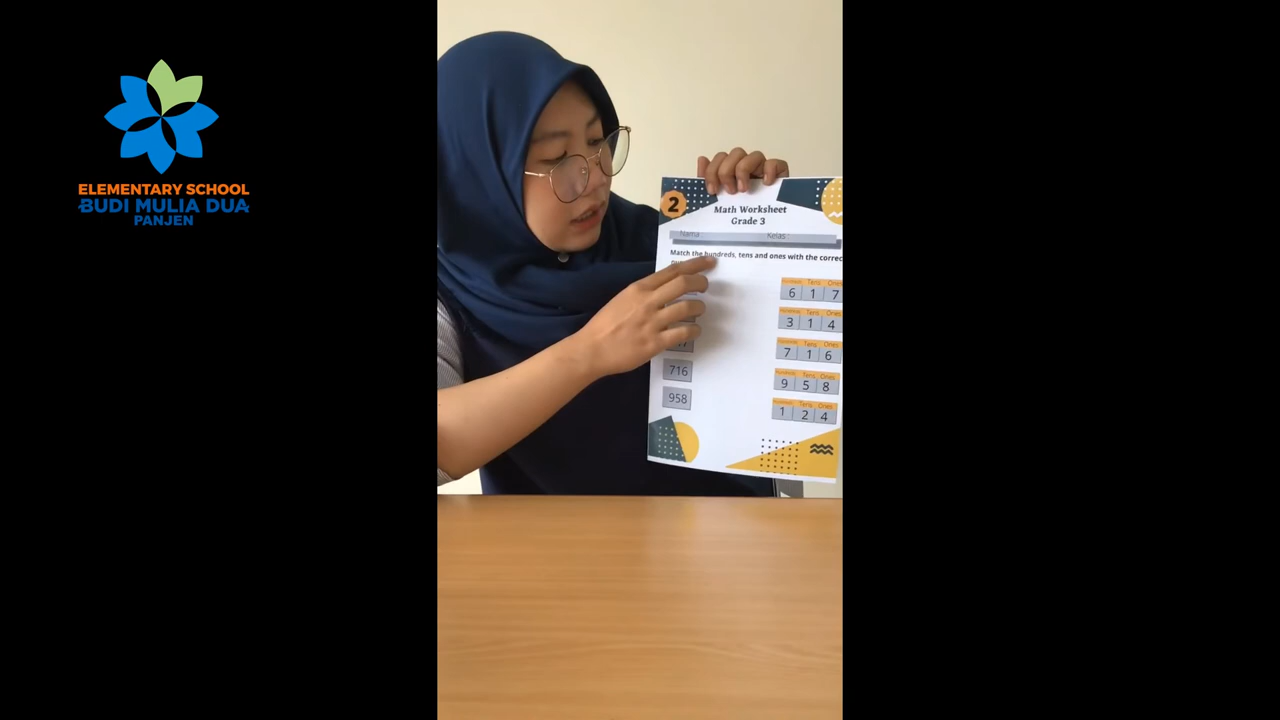 ELEMENTARY SCHOOL
BUDI MULIA DUA
PANJEN
2
Math Worksheet
Grade 3
Nama Kelas :
Match the hundreds, tens and ones with the correc
Tens Ones
6 1 7
Tens Ones
3 1 4
Tens Ones
7 1 6
716
Tens Ones
9 5 8
958
Tens Ones
1 2 4